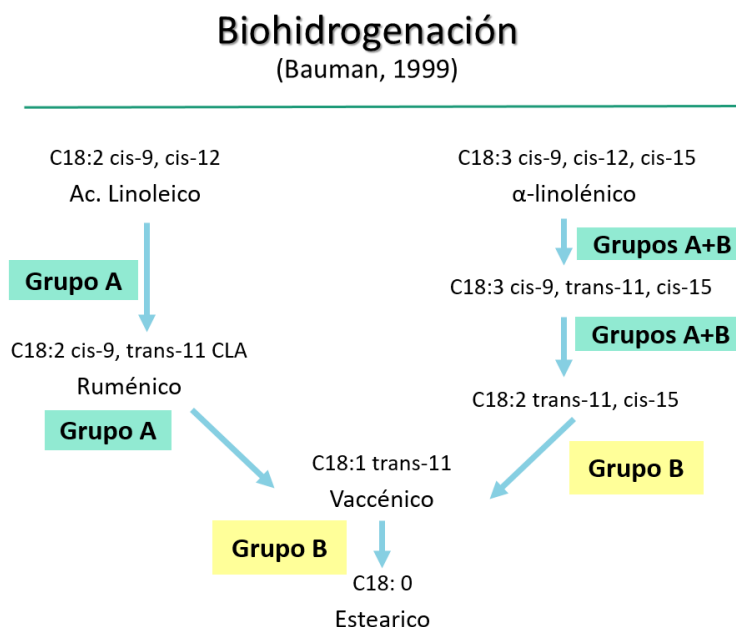 Biohidrogenación
(Bauman, 1999)
C18:2 cis-9, cis-12
Ac. Linoleico
C18:3 cis-9, cis-12, cis-15
α-linolénico
Grupo A
Grupos A+B
C18:3 cis-9, trans-11, cis-15
Grupos A+B
C18:2 cis-9, trans-11 CLA
Ruménico
Grupo A
C18:2 trans-11, cis-15
Grupo B
C18:1 trans-11
Vaccénico
Grupo B
C18: 0
Estearico